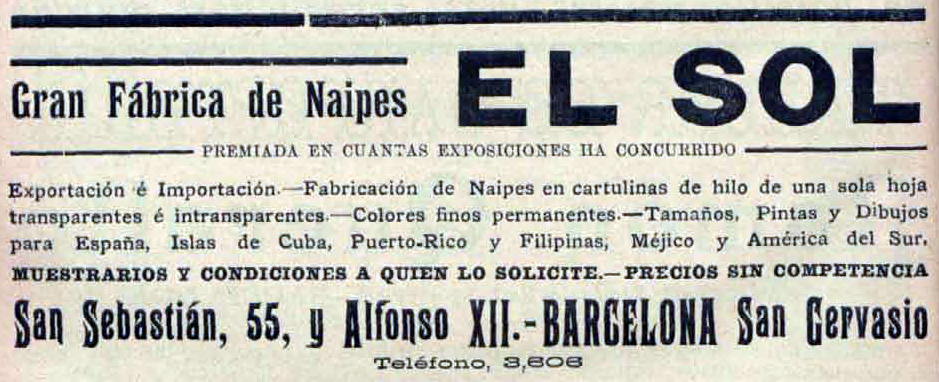 Gran Fábrica de Naipes EL SOL
PREMIADA EN CUANTAS EXPOSICIONES HA CONCURRIDO
Exportación é Importación.—Fabricación de Naipes en cartulinas de hilo de una sola hoja
transparentes é intransparentes.—Colores finos permanentes.—Tamaños, Pintas y Dibujos
para España, Islas de Cuba, Puerto-Rico y Filipinas, Méjico y América del Sur.
MUESTRARIOS Y CONDICIONES A QUIEN LO SOLICITE.—PRECIOS SIN COMPETENCIA
San Sebastián, 55, y Alfonso XII.-BARCELONA San Gervasio
Teléfono, 3,606